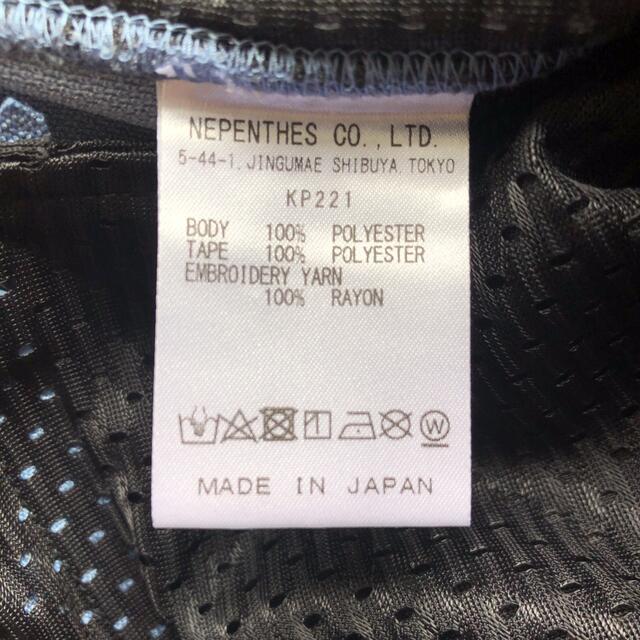 NEPENTHES CO., LTD.
5-44-1, JINGUMAE SHIBUYA, TOKYO
KP221
BODY 100% POLYESTER
TAPE 100% POLYESTER
EMBROIDERY YARN
100% RAYON
W
MADE IN JAPAN